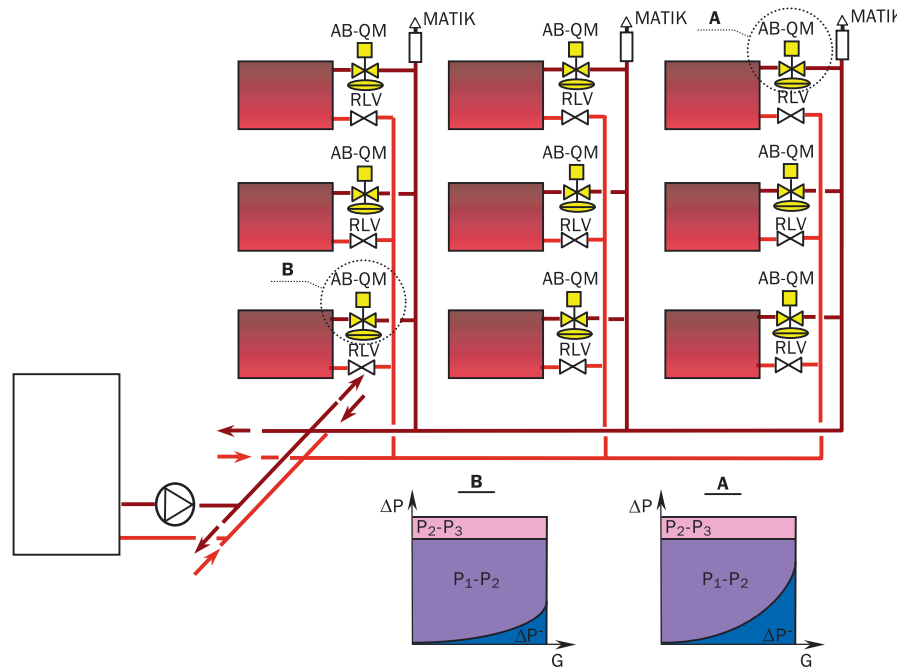 MATIK
MATIK
MATIK
AB-QM
AB-QM
A
AB-QM
RLV
RLV
RLV
AB-QM
AB-QM
AB-QM
RLV
RLV
RLV
B
AB-QM
AB-QM
AB-QM
RLV
RLV
RLV
B
A
ΔP
ΔP
P₂-P₃
P₂-P₃
P₁-P₂
P₁-P₂
ΔP-
ΔP-
G
G